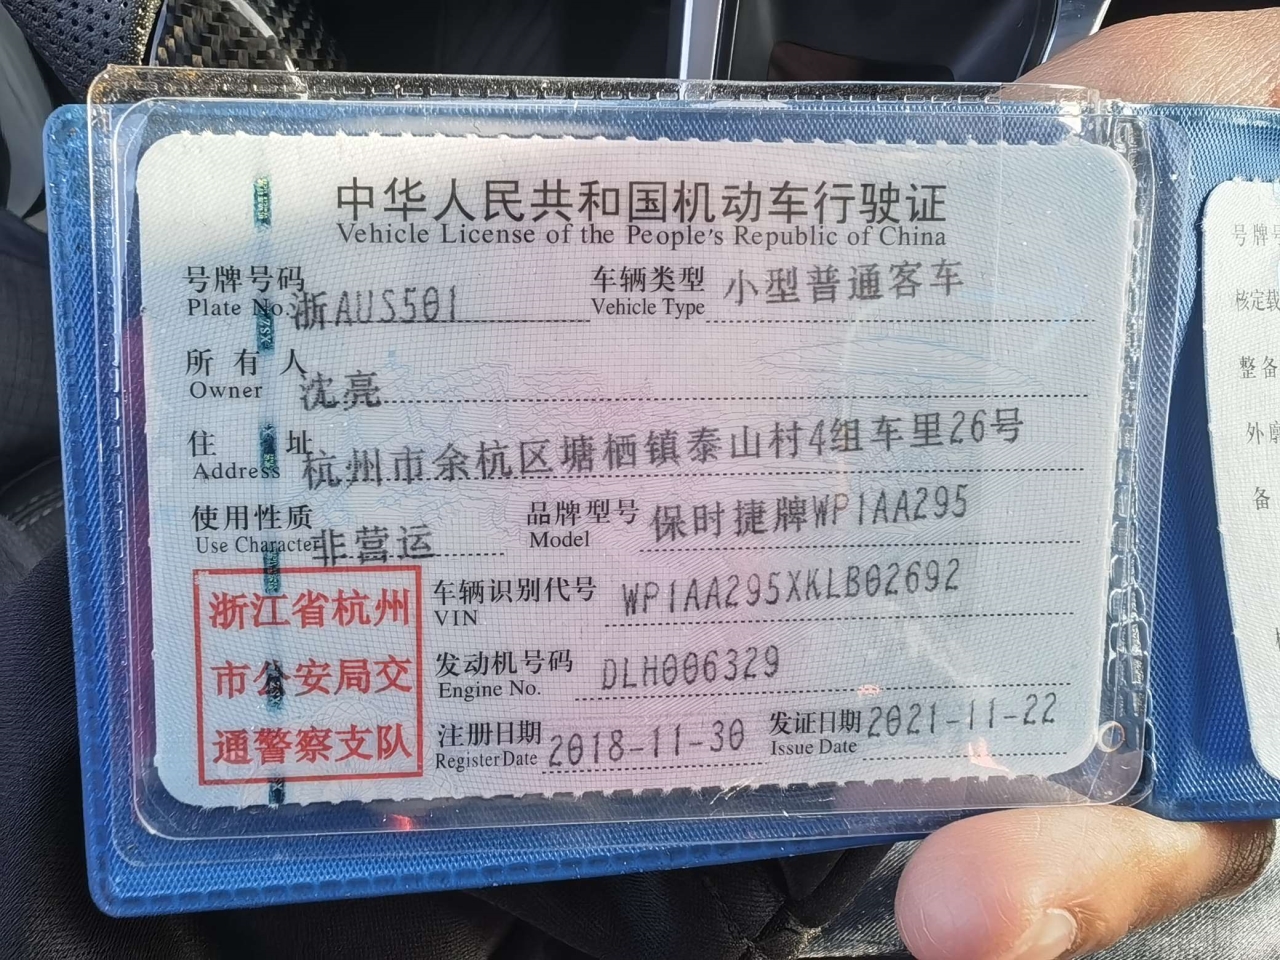 中华人民共和国机动车行驶证
Vehicle License of the People's Republic of China
号牌号码 浙AUS501 车辆类型 小型普通客车
Plate No. Vehicle Type
所有人 沈亮
Owner
住址 杭州市余杭区塘栖镇泰山村4组车里26号
Address
使用性质 非营运 品牌型号 保时捷牌WP1AA295
Use Character Model
浙江省杭州
市公安局交
通警察支队
车辆识别代号 WP1AA295XKLB02692
VIN
发动机号码 DLH006329
Engine No.
注册日期 2018-11-30 发证日期 2021-11-22
Register Date Issue Date
号牌号
核定载
整备
外廓
备